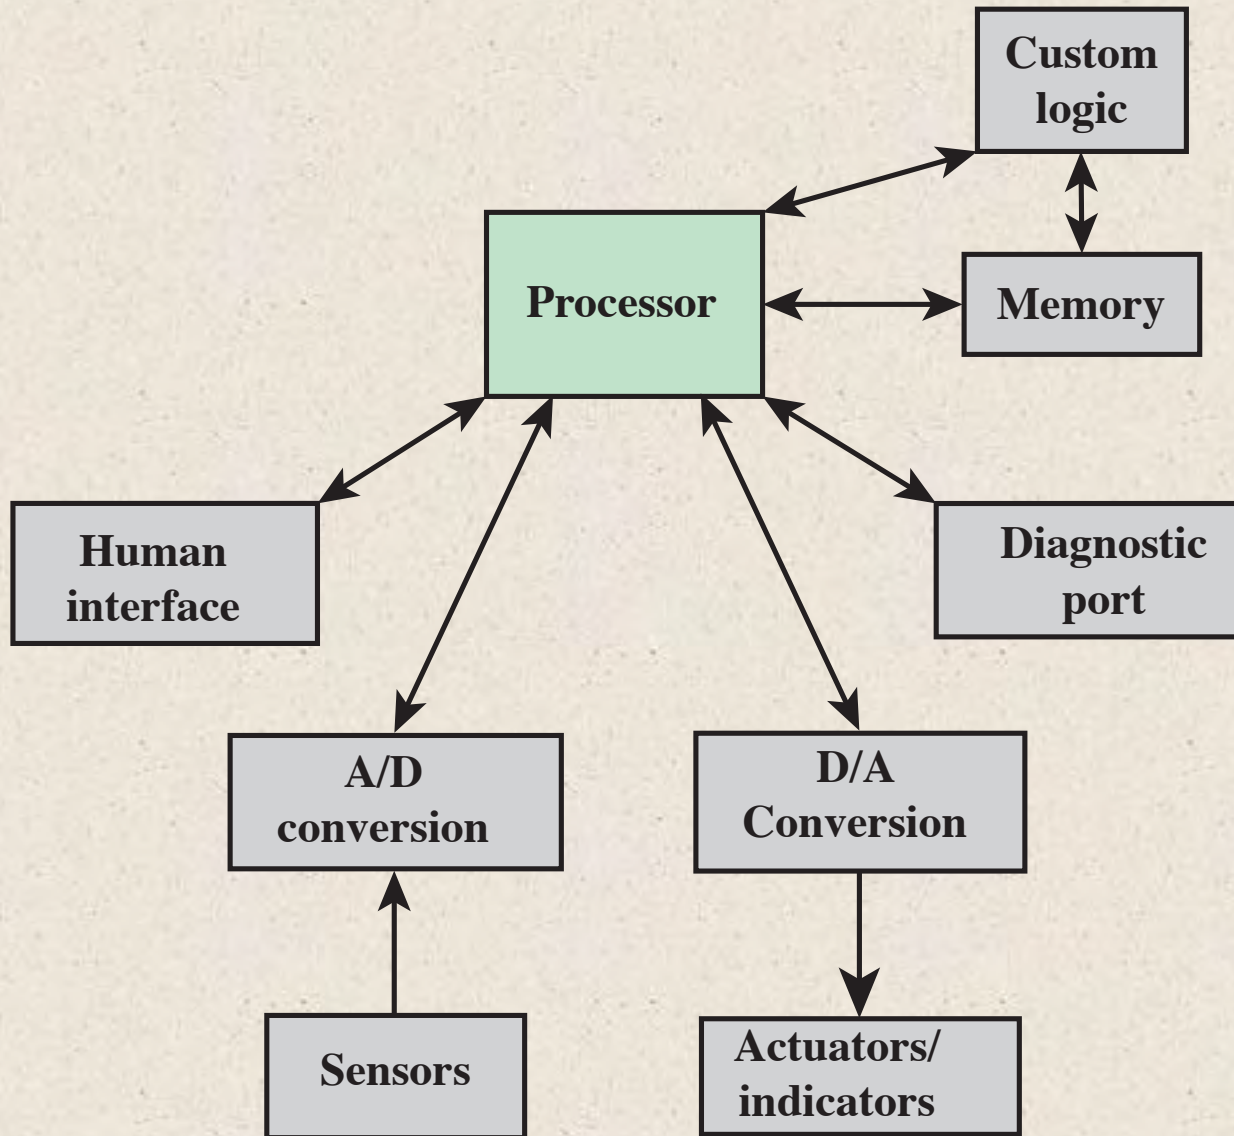 Custom
logic
Processor
Memory
Human
interface
Diagnostic
port
A/D
conversion
D/A
Conversion
Sensors
Actuators/
indicators